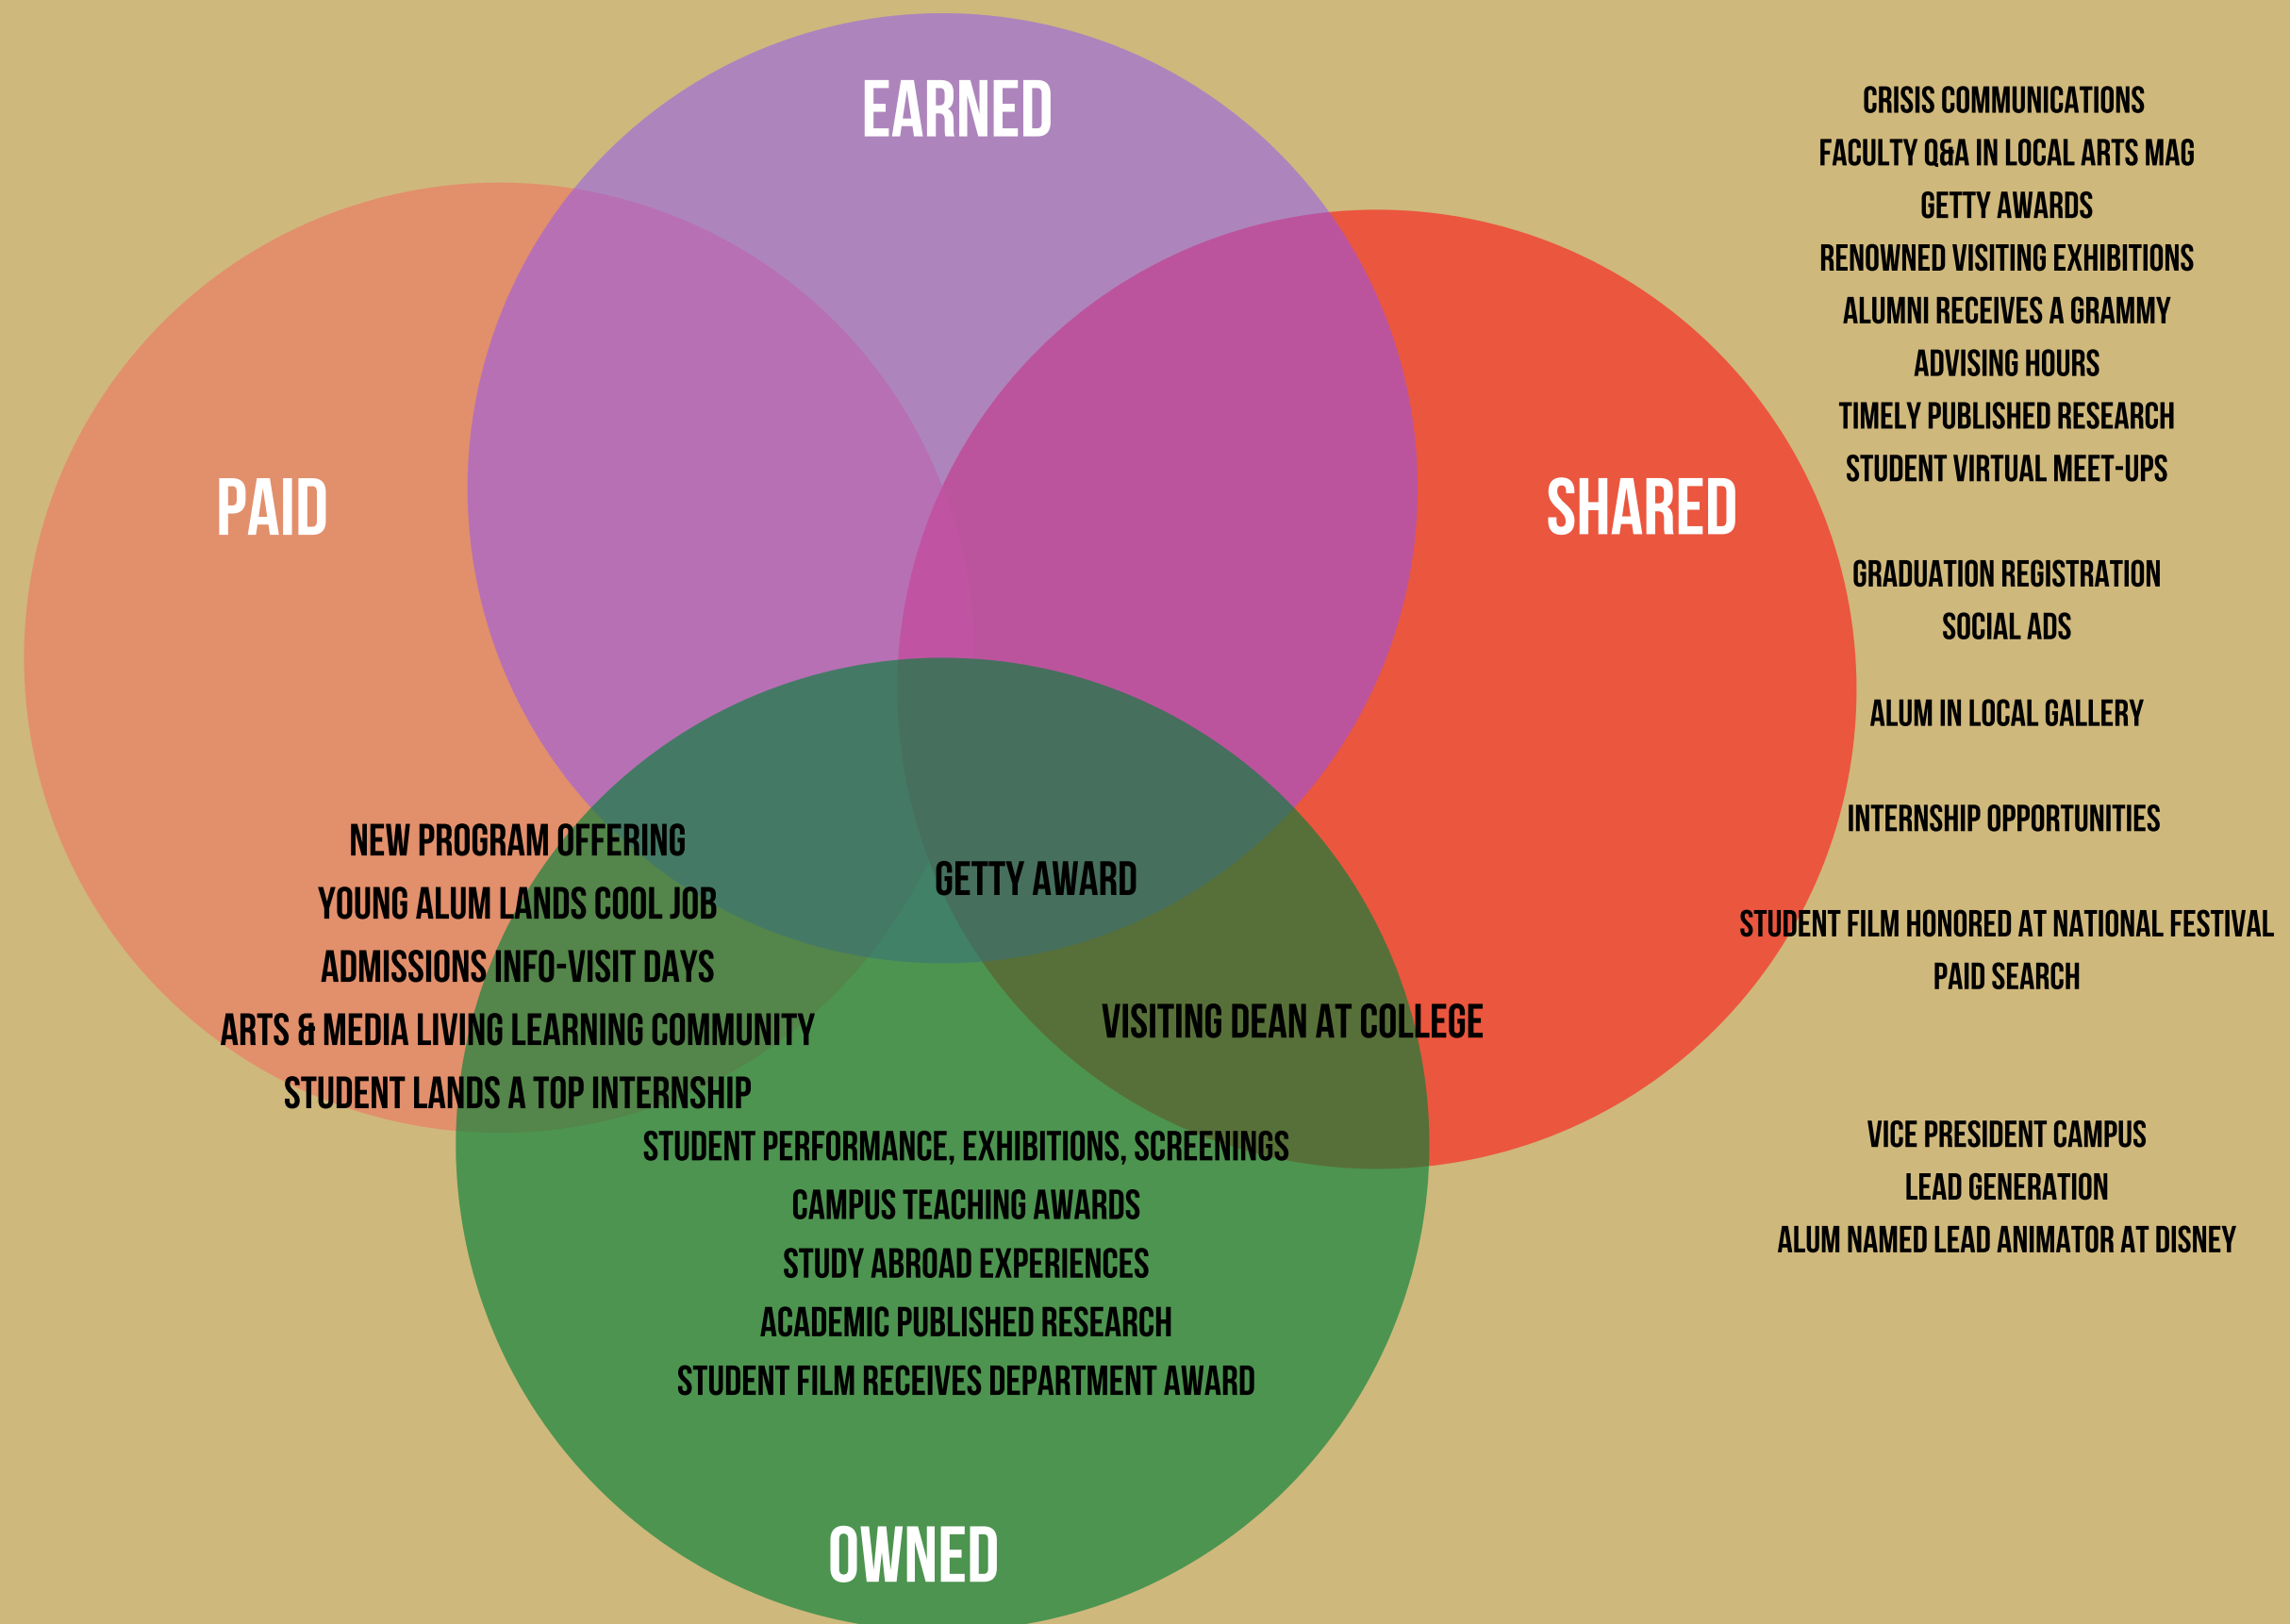 EARNED
PAID
SHARED
OWNED
NEW PROGRAM OFFERING
YOUNG ALUM LANDS COOL JOB
ADMISSIONS INFO-VISIT DAYS
ARTS & MEDIA LIVING LEARNING COMMUNITY
STUDENT LANDS A TOP INTERNSHIP
GETTY AWARD
VISITING DEAN AT COLLEGE
STUDENT PERFORMANCE, EXHIBITIONS, SCREENINGS
CAMPUS TEACHING AWARDS
STUDY ABROAD EXPERIENCES
ACADEMIC PUBLISHED RESEARCH
STUDENT FILM RECEIVES DEPARTMENT AWARD
CRISIS COMMUNICATIONS
FACULTY Q&A IN LOCAL ARTS MAG
GETTY AWARDS
RENOWNED VISITING EXHIBITIONS
ALUMNI RECEIVES A GRAMMY
ADVISING HOURS
TIMELY PUBLISHED RESEARCH
STUDENT VIRTUAL MEET-UPS
GRADUATION REGISTRATION
SOCIAL ADS
ALUM IN LOCAL GALLERY
INTERNSHIP OPPORTUNITIES
STUDENT FILM HONORED AT NATIONAL FESTIVAL
PAID SEARCH
VICE PRESIDENT CAMPUS
LEAD GENERATION
ALUM NAMED LEAD ANIMATOR AT DISNEY